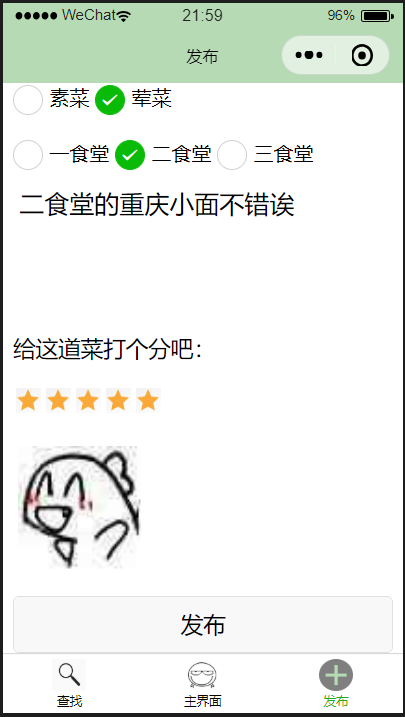 WeChat 21:59 96%
发布
素菜 荤菜
一食堂 二食堂 三食堂
二食堂的重庆小面不错诶
给这道菜打个分吧：
发布
查找 主界面 发布